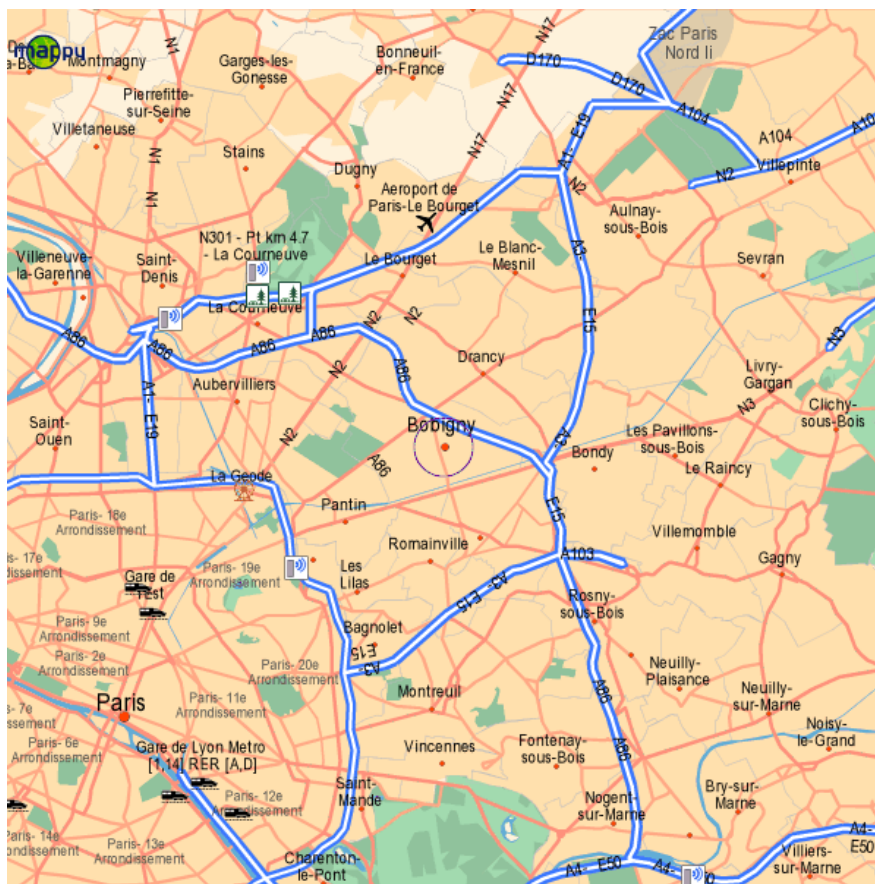 mappy
Montmagny
N1
Garges-les-
Gonesse
Bonneuil-
en-France
N17
D170
Zac Paris
Nord Ii
D170
Pierrefitte-
sur-Seine
Villetaneuse
N17
A1- E19
A104
A104
N1
Stains
N17
N2
Villepinte
Dugny
N2
N1
Aeroport de
Paris-Le Bourget
Aulnay-
sous-Bois
N301 - Pt km 4.7
- La Courneuve
A3-
Villeneuve-
la-Garenne
Saint-
Denis
Le Bourget
Le Blanc-
Mesnil
Sevran
La Courneuve
E15
N2
N2
N3
A86
A86
A86
A86
Drancy
N2
A86
Livry-
Gargan
Aubervilliers
A1- E19
N3
Clichy-
sous-Bois
Saint-
Ouen
N2
Bobigny
A3-
Les Pavillons-
sous-Bois
A86
Bondy
La Geode
Le Raincy
Pantin
E15
Paris- 18e
Arrondissement
Romainville
Villemomble
Paris- 17e
Arrondissement
A103
Gagny
Gare de
l'Est
Paris- 19e
Arrondissement
Les
Lilas
A3- E15
Rosny-
sous-Bois
Paris- 9e
Arrondissement
Bagnolet
E15
Paris- 2e
Arrondissement
Paris- 20e
Arrondissement
A3-
Neuilly-
Plaisance
Montreuil
A86
Paris
Paris- 11e
Arrondissement
Neuilly-
sur-Marne
Paris- 7e
Arrondissement
Noisy-
le-Grand
Paris- 6e
Arrondissement
Gare de Lyon Metro
[1,14] RER [A,D]
Vincennes
Fontenay-
sous-Bois
A86
Saint-
Mande
Bry-sur-
Marne
Paris- 12e
Arrondissement
Nogent-
sur-Marne
Paris- 14e
Arrondissement
Paris- 13e
Arrondissement
A4-
E50
Charenton-
le-Pont
A4- E50
A4-
Villiers-
sur-Marne